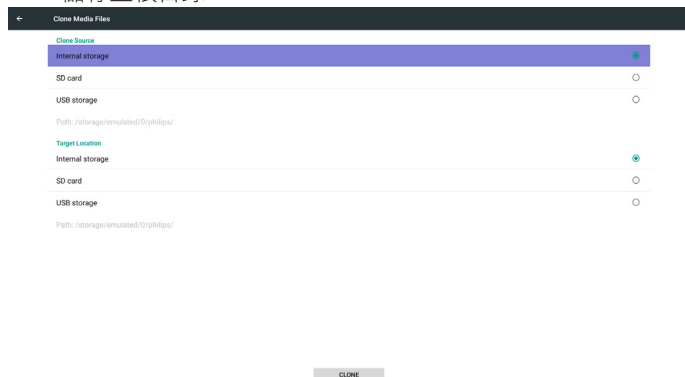 Clone Media Files
Clone Source
Internal storage
SD card
USB storage
Path: /storage/emulated/0/philips/
Target Location
Internal storage
SD card
USB storage
Path: /storage/emulated/0/philips/
CLONE